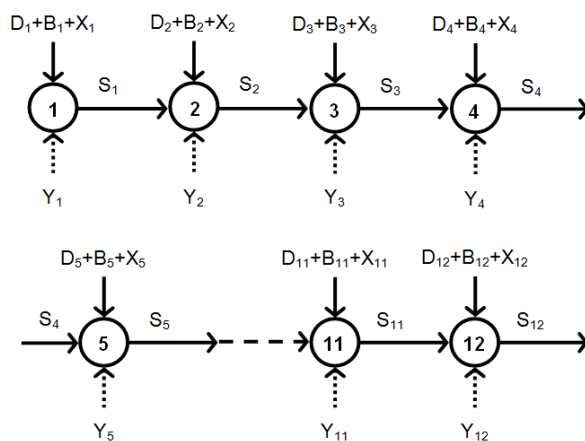 D₁+B₁+X₁ D₂+B₂+X₂ D₃+B₃+X₃ D₄+B₄+X₄
S₁ S₂ S₃ S₄
1 2 3 4
Y₁ Y₂ Y₃ Y₄
D₅+B₅+X₅ D₁₁+B₁₁+X₁₁ D₁₂+B₁₂+X₁₂
S₄ S₅ S₁₁ S₁₂
5 11 12
Y₅ Y₁₁ Y₁₂